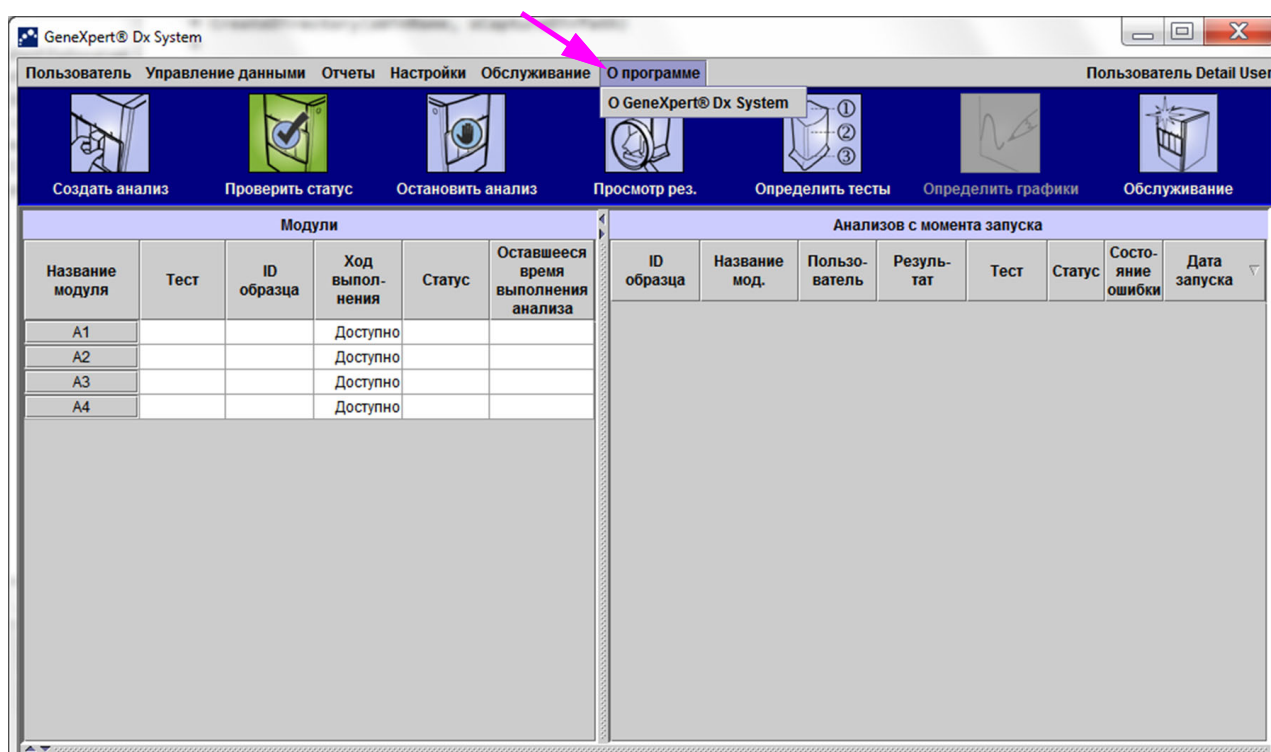 GeneXpert® Dx System
Пользователь Управление данными Отчеты Настройки Обслуживание О программе Пользователь Detail User
О GeneXpert® Dx System
1
2
3
Создать анализ Проверить статус Остановить анализ Просмотр рез. Определить тесты Определить графики Обслуживание
Модули
Название модуля
Тест
ID образца
Ход выпол-
нения
Статус
Оставшееся
время
выполнения
анализа
A1 Доступно
A2 Доступно
A3 Доступно
A4 Доступно
Анализов с момента запуска
ID
образца
Название
мод.
Пользо-
ватель
Резуль-
тат
Тест
Статус
Состо-
яние
ошибки
Дата
запуска